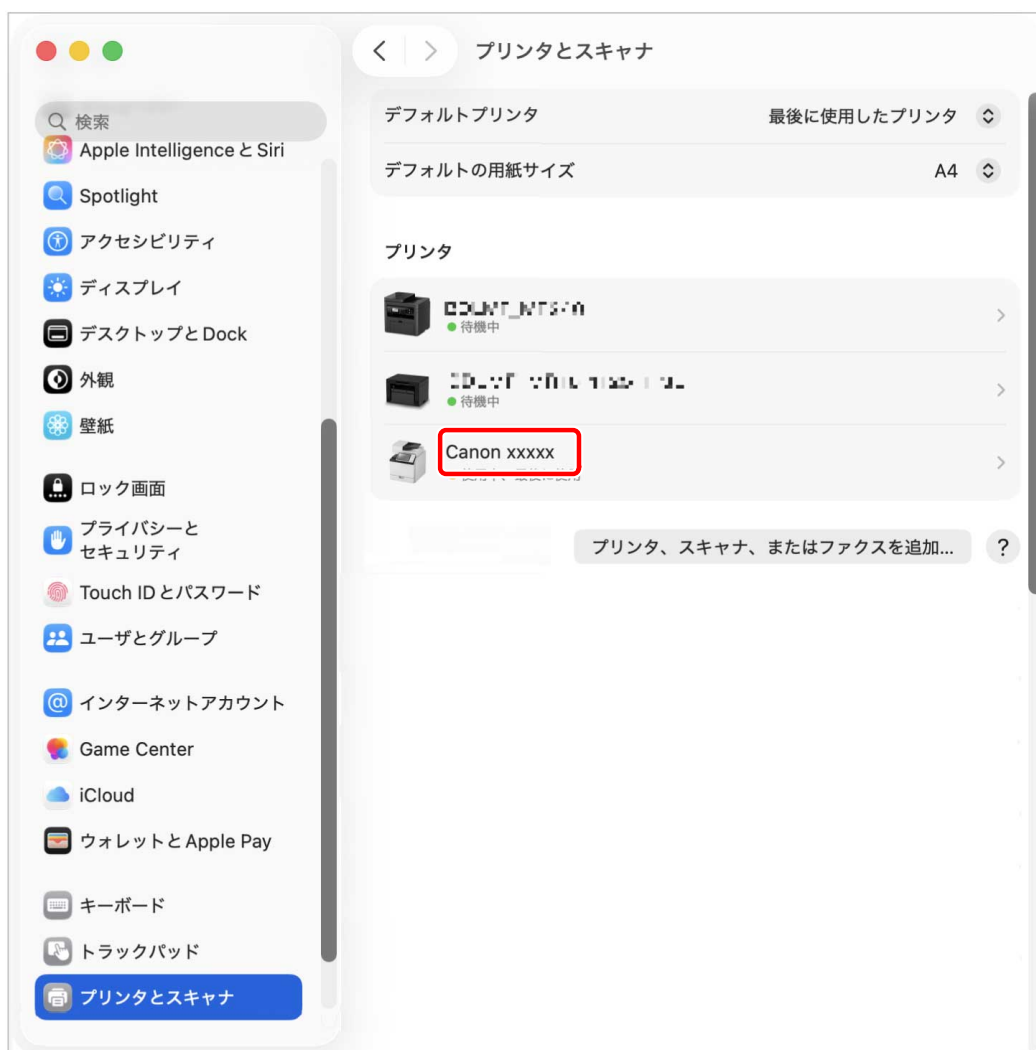 プリンタとスキャナ
検索
Apple Intelligence と Siri
Spotlight
アクセシビリティ
ディスプレイ
デスクトップと Dock
外観
壁紙
ロック画面
プライバシーと
セキュリティ
Touch ID とパスワード
ユーザとグループ
インターネットアカウント
Game Center
iCloud
ウォレットと Apple Pay
キーボード
トラックパッド
プリンタとスキャナ
デフォルトプリンタ 最後に使用したプリンタ
デフォルトの用紙サイズ A4
プリンタ
待機中
待機中
Canon xxxxx
プリンタ、スキャナ、またはファクスを追加... ?